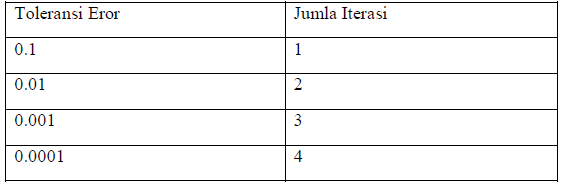 Toleransi Eror Jumla Iterasi
0.1 1
0.01 2
0.001 3
0.0001 4